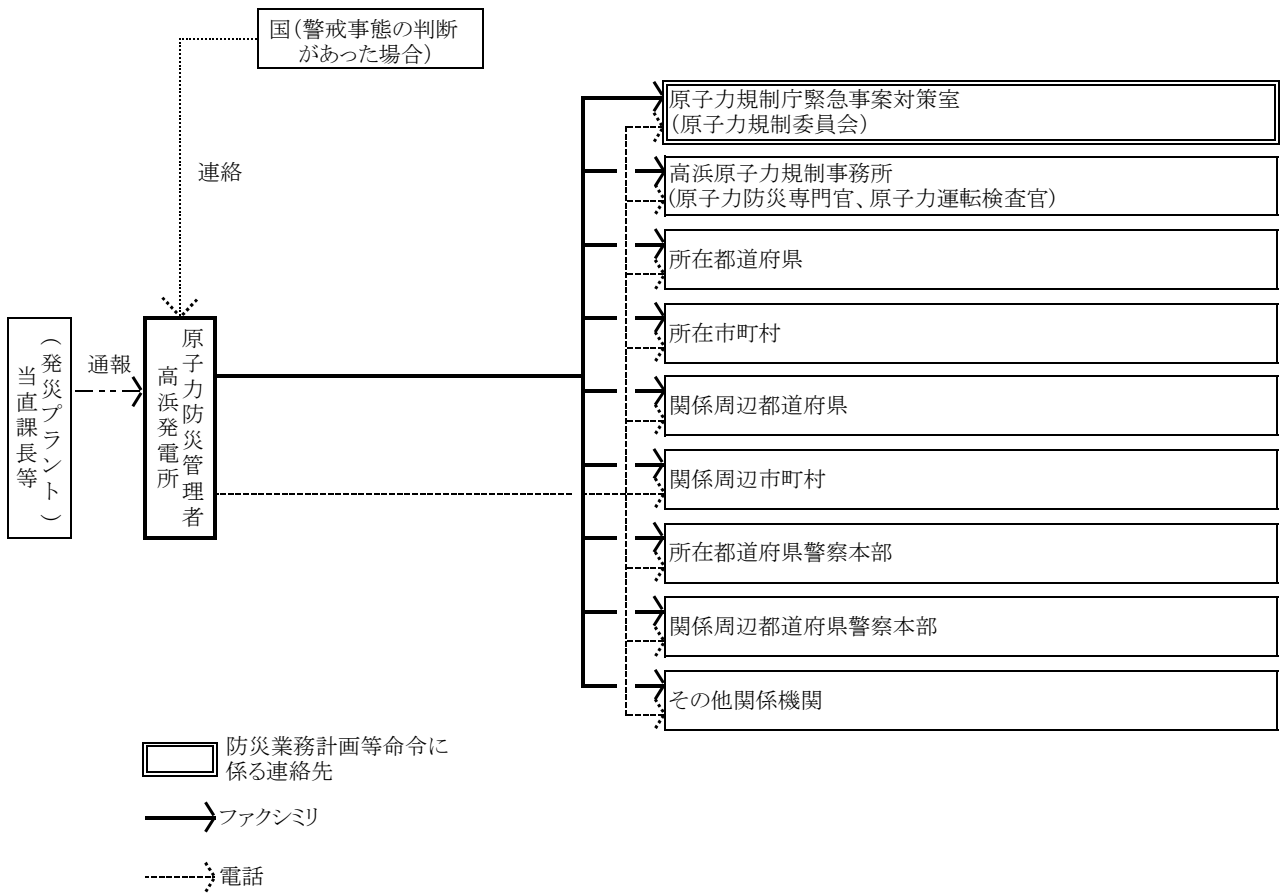 国(警戒事態の判断
があった場合)
連絡
(発災プラント)
当直課長等
通報
原子力防災管理者
高浜発電所
原子力規制庁緊急事案対策室
(原子力規制委員会)
高浜原子力規制事務所
(原子力防災専門官、原子力運転検査官)
所在都道府県
所在市町村
関係周辺都道府県
関係周辺市町村
所在都道府県警察本部
関係周辺都道府県警察本部
その他関係機関
防災業務計画等命令に
係る連絡先
ファクシミリ
電話